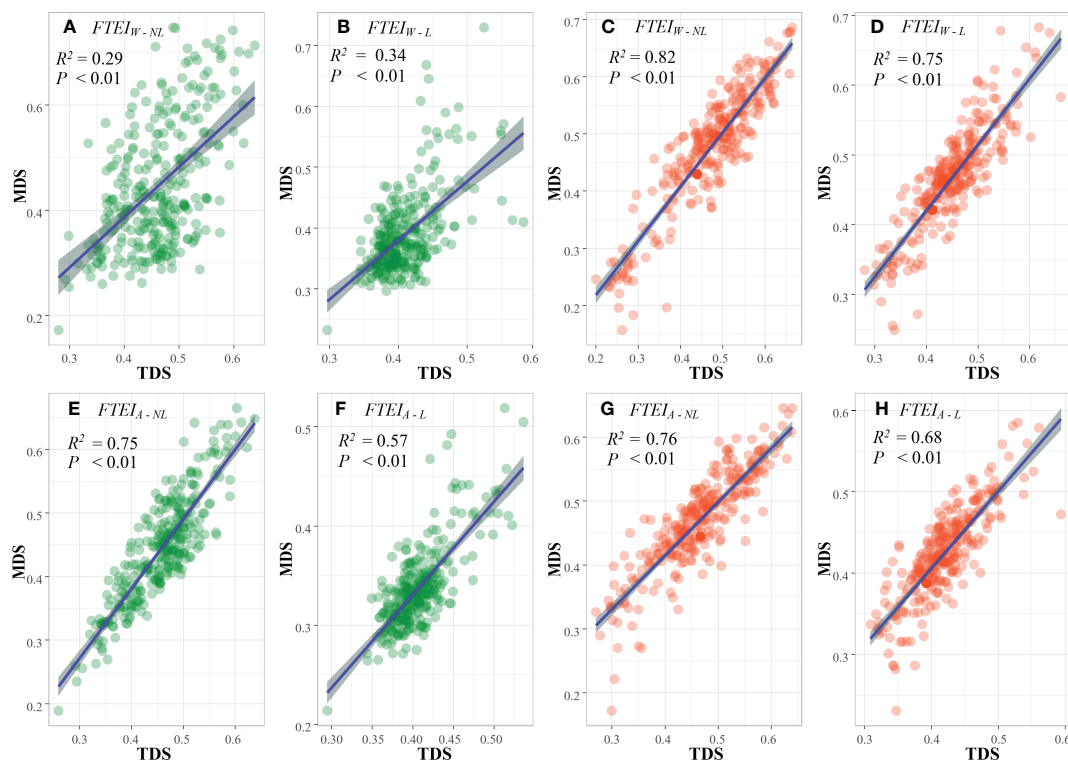 A FTEI W - NL
R² = 0.29
P < 0.01
0.6
0.4
0.2
MDS
0.3 0.4 0.5 0.6
TDS
B FTEI W - L
R² = 0.34
P < 0.01
0.7
0.6
0.5
0.4
0.3
MDS
0.3 0.4 0.5 0.6
TDS
C FTEI W - NL
R² = 0.82
P < 0.01
0.7
0.6
0.5
0.4
0.3
0.2
MDS
0.2 0.3 0.4 0.5 0.6
TDS
D FTEI W - L
R² = 0.75
P < 0.01
0.6
0.5
0.4
0.3
MDS
0.3 0.4 0.5 0.6
TDS
E FTEI A - NL
R² = 0.75
P < 0.01
0.6
0.5
0.4
0.3
0.2
MDS
0.3 0.4 0.5 0.6
TDS
F FTEI A - L
R² = 0.57
P < 0.01
0.5
0.4
0.3
0.2
MDS
0.30 0.35 0.40 0.45 0.50
TDS
G FTEI A - NL
R² = 0.76
P < 0.01
0.6
0.5
0.4
0.3
0.2
MDS
0.3 0.4 0.5 0.6
TDS
H FTEI A - L
R² = 0.68
P < 0.01
0.6
0.5
0.4
0.3
MDS
0.3 0.4 0.5 0.6
TDS